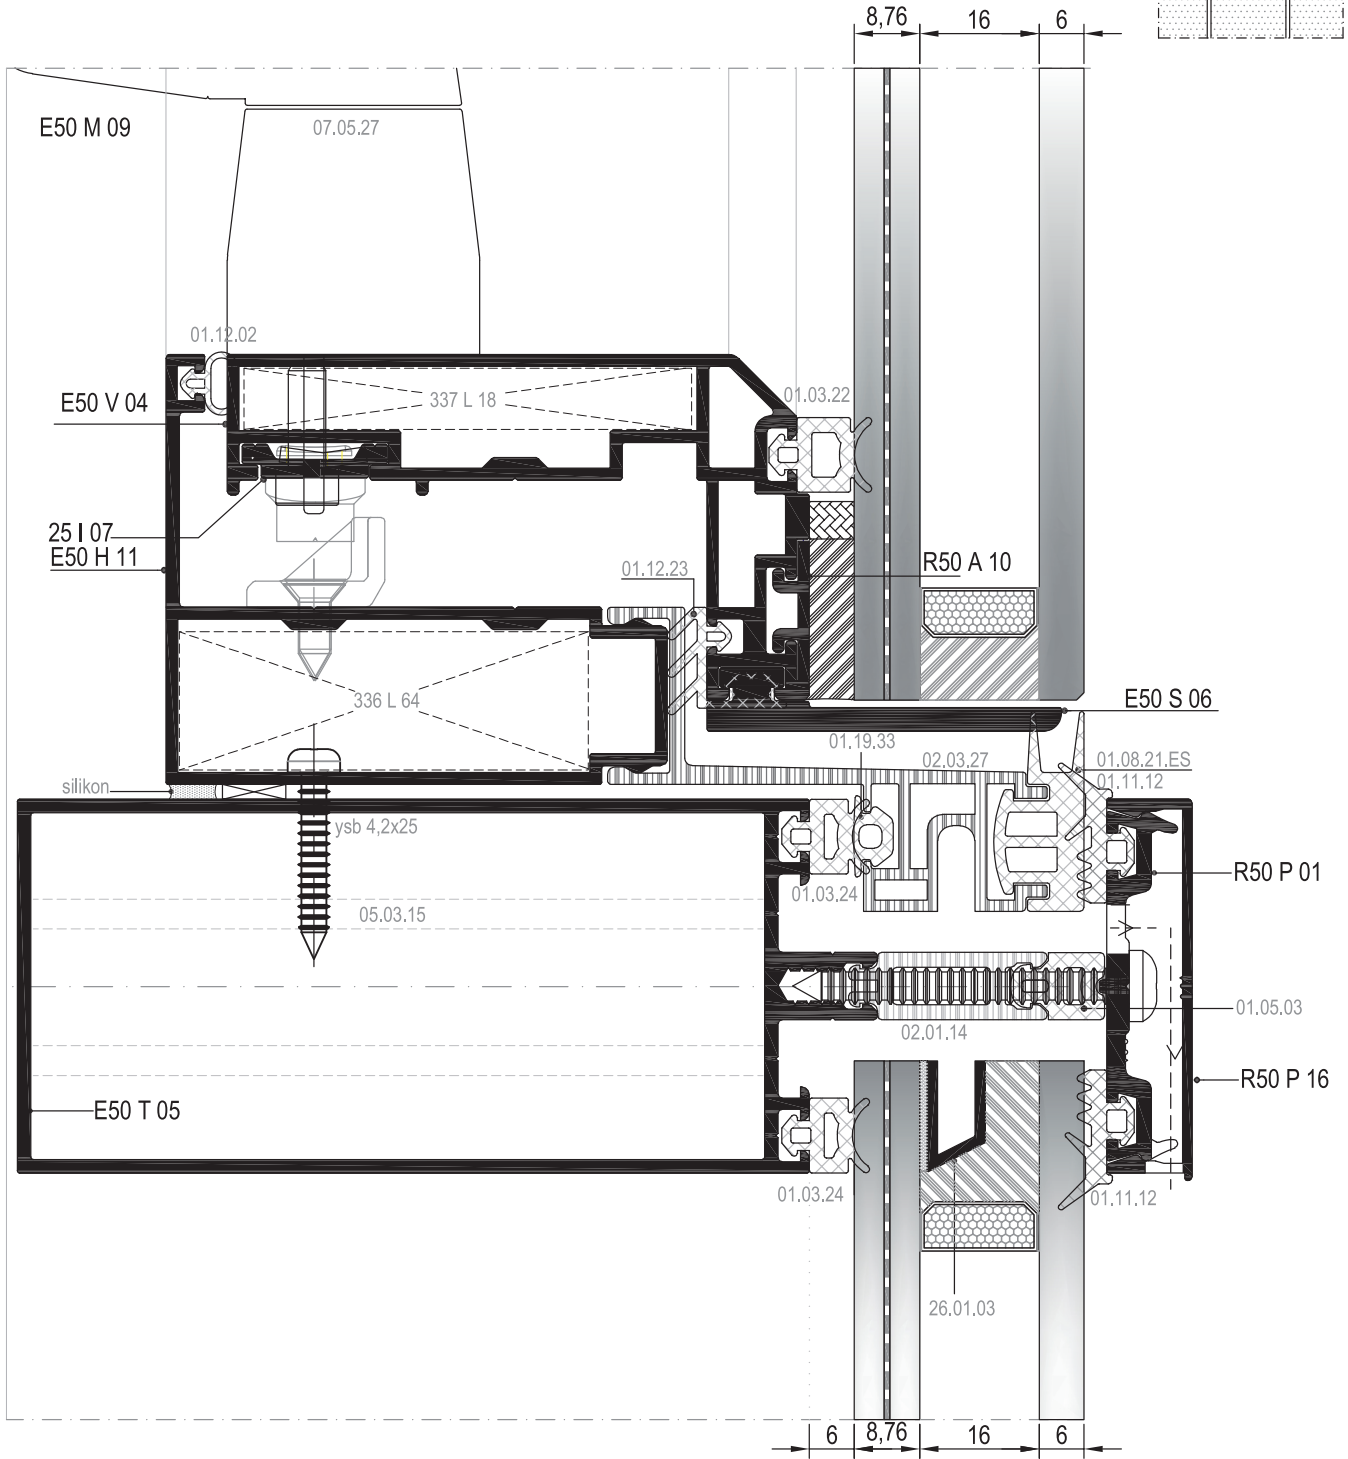 8,76 16 6
E50 M 09
07.05.27
01.12.02
E50 V 04
337 L 18
01.03.22
25 I 07
E50 H 11
01.12.23
R50 A 10
336 L 64
E50 S 06
01.19.33
02.03.27
01.08.21.ES
01.11.12
silikon
ysb 4,2x25
R50 P 01
01.03.24
05.03.15
01.05.03
02.01.14
R50 P 16
E50 T 05
01.03.24
01.11.12
26.01.03
6 8,76 16 6